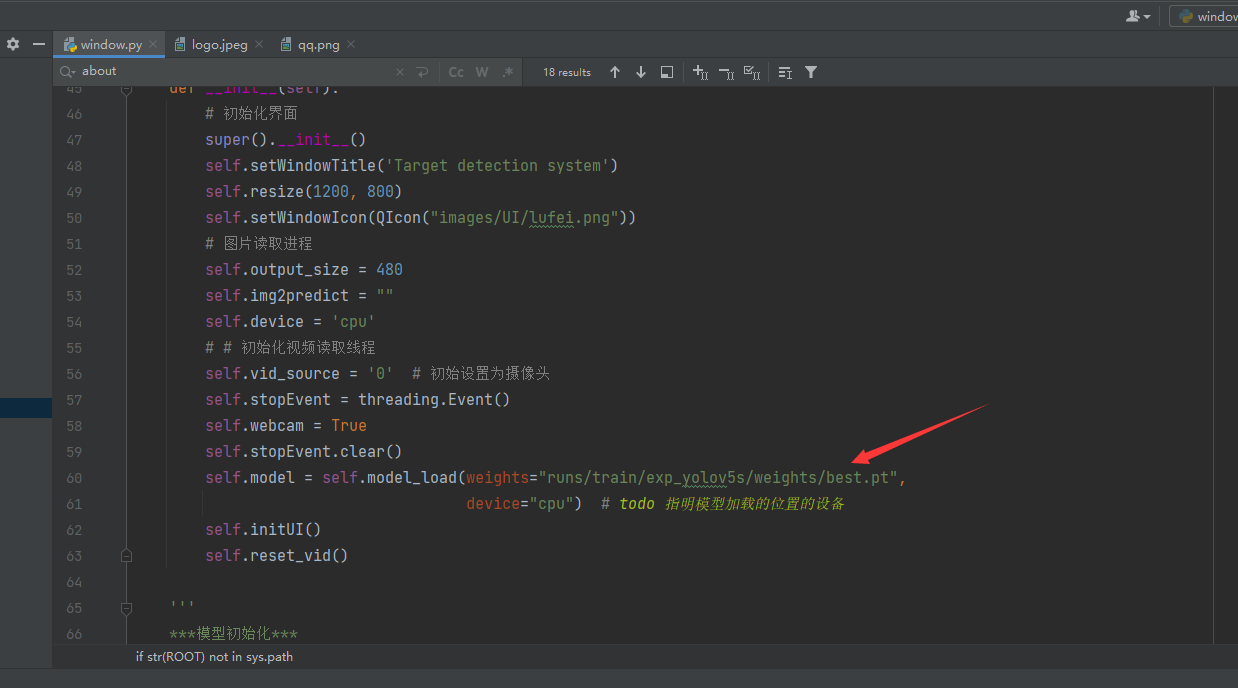 window
window.py
logo.jpeg
qq.png
about
Cc
W
.*
18 results
45 def __init__(self):
46 # 初始化界面
47 super().__init__()
48 self.setWindowTitle('Target detection system')
49 self.resize(1200, 800)
50 self.setWindowIcon(QIcon("images/UI/lufei.png"))
51 # 图片读取进程
52 self.output_size = 480
53 self.img2predict = ""
54 self.device = 'cpu'
55 # # 初始化视频读取线程
56 self.vid_source = '0'  # 初始设置为摄像头
57 self.stopEvent = threading.Event()
58 self.webcam = True
59 self.stopEvent.clear()
60 self.model = self.model_load(weights="runs/train/exp_yolov5s/weights/best.pt",
61 device="cpu")  # todo 指明模型加载的位置的设备
62 self.initUI()
63 self.reset_vid()
64
65 '''
66 ***模型初始化***
if str(ROOT) not in sys.path